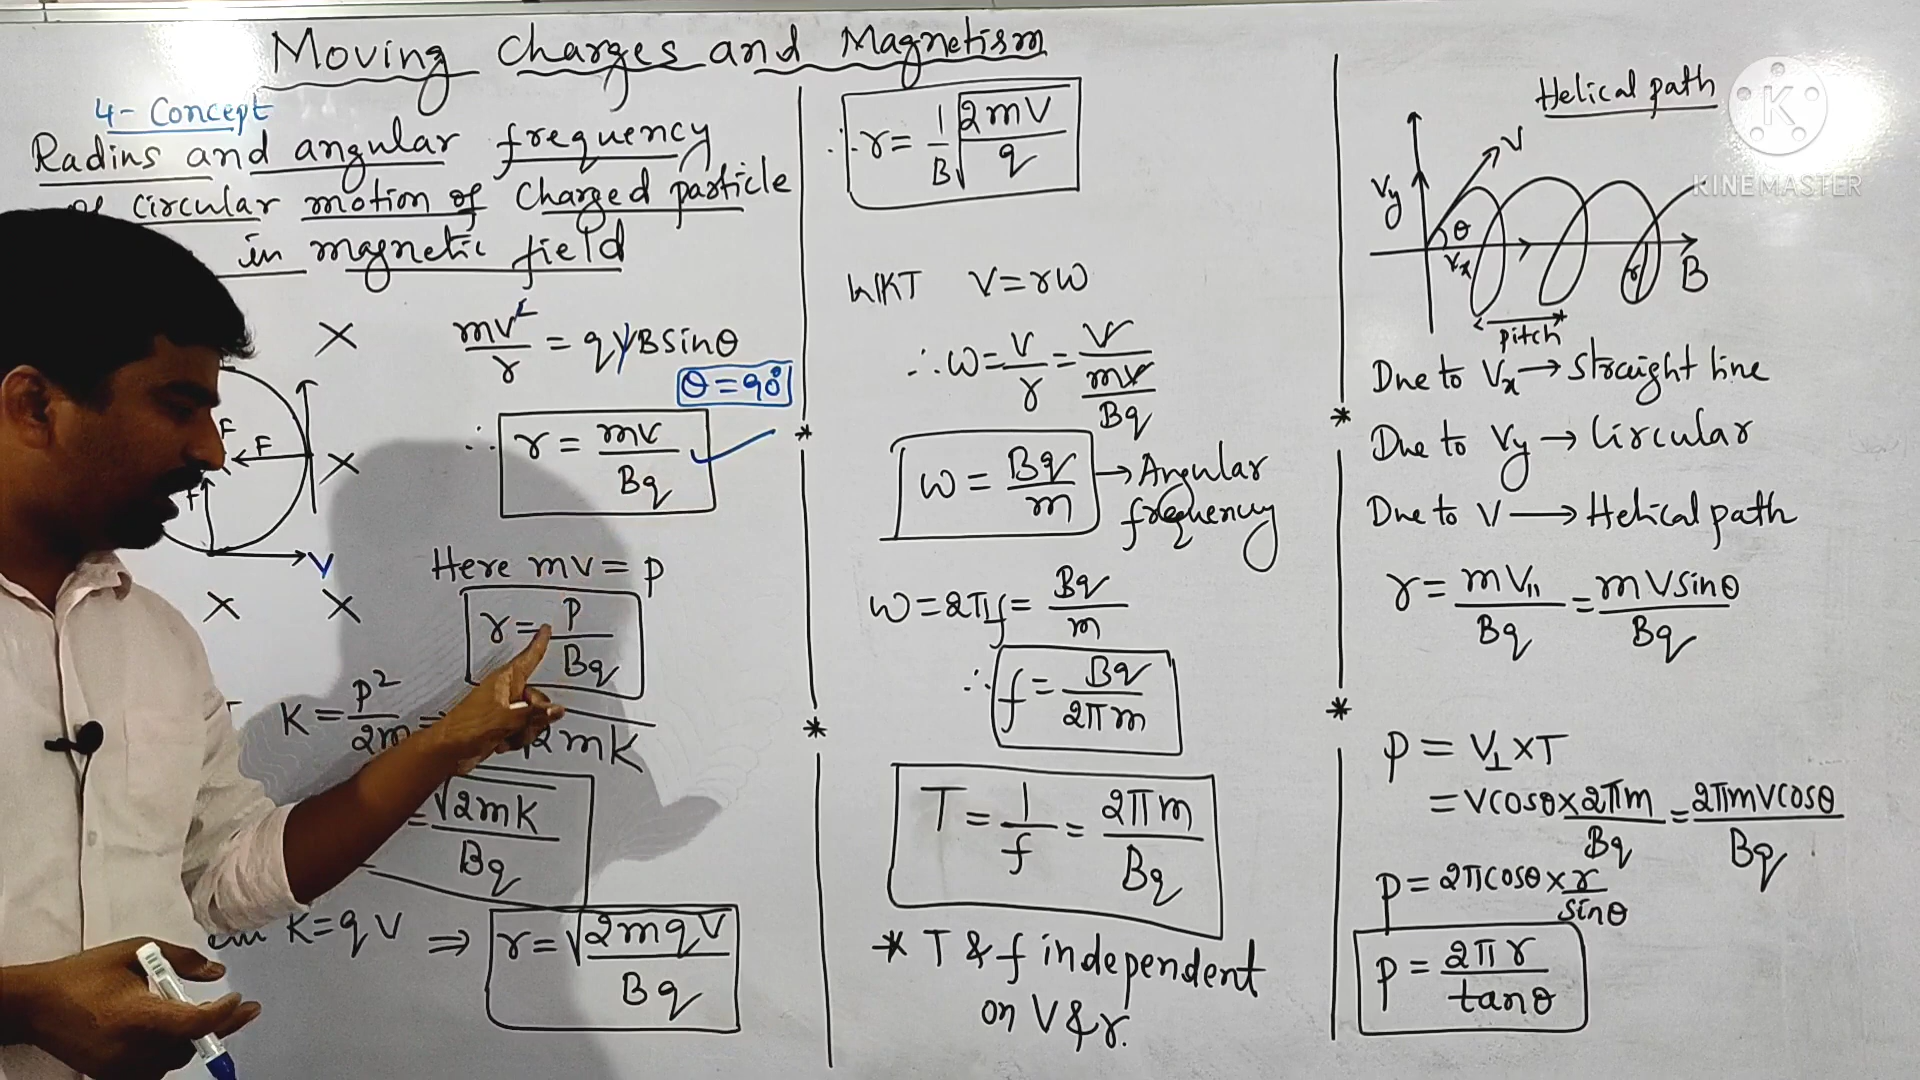 Moving Charges and Magnetism
4- Concept
Radius and angular frequency
of circular motion of Charged particle
in magnetic field
mv²/r = qVB sinθ
θ = 90°
∴ r = mv/Bq
F
F
F
V
Here mv = p
r = P/Bq
K = p²/2m ⇒ √2mK
= √2mK/Bq
K = qV ⇒ r = √2mqV/Bq
∴ r = 1/B √2mV/q
WKT V = rω
∴ ω = V/r = V/(mv/Bq)
ω = Bq/m → Angular
frequency
ω = 2πf = Bq/m
∴ f = Bq/2πm
T = 1/f = 2πm/Bq
* T & f independent
on V & r.
Helical path
V
Vy
θ
Vx
r
B
pitch
Due to Vx → Straight line
Due to Vy → Circular
Due to V → Helical path
r = mV॥/Bq = mVsinθ/Bq
P = V⊥ × T
= Vcosθ × 2πm/Bq = 2πmVcosθ/Bq
P = 2πcosθ × r/sinθ
P = 2πr/tanθ
K
KINEMASTER